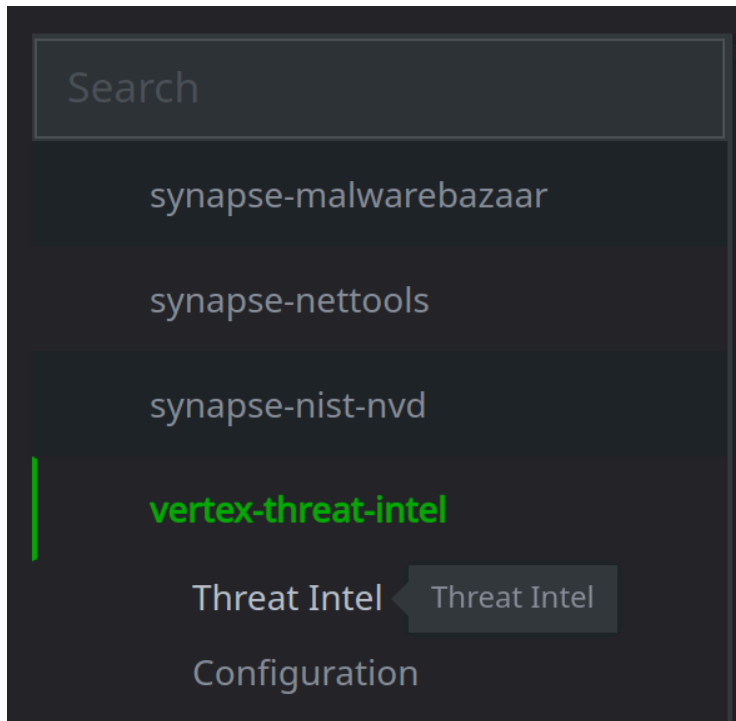 Search
synapse-malwarebazaar
synapse-nettools
synapse-nist-nvd
vertex-threat-intel
Threat Intel Threat Intel
Configuration